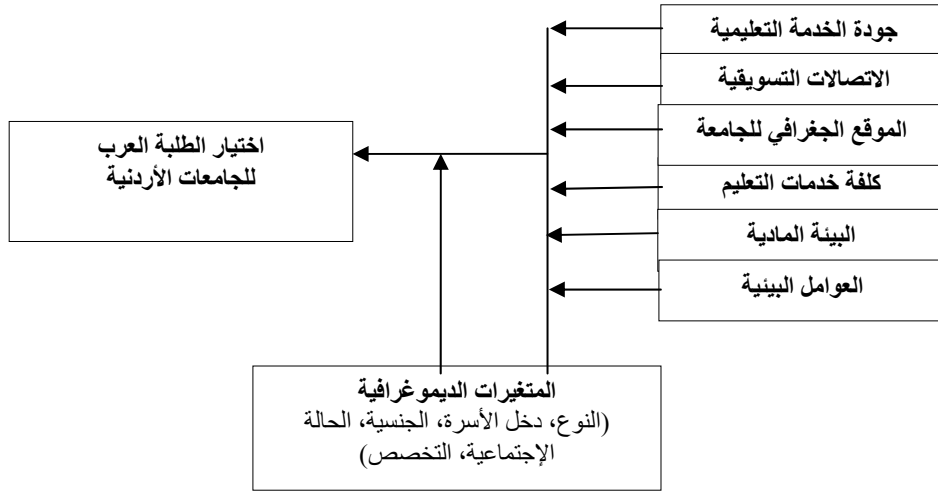 جودة الخدمة التعليمية
الاتصالات التسويقية
الموقع الجغرافي للجامعة
كلفة خدمات التعليم
البيئة المادية
العوامل البيئية
اختيار الطلبة العرب
للجامعات الأردنية
المتغيرات الديموغرافية
(النوع، دخل الأسرة، الجنسية، الحالة
الإجتماعية، التخصص)